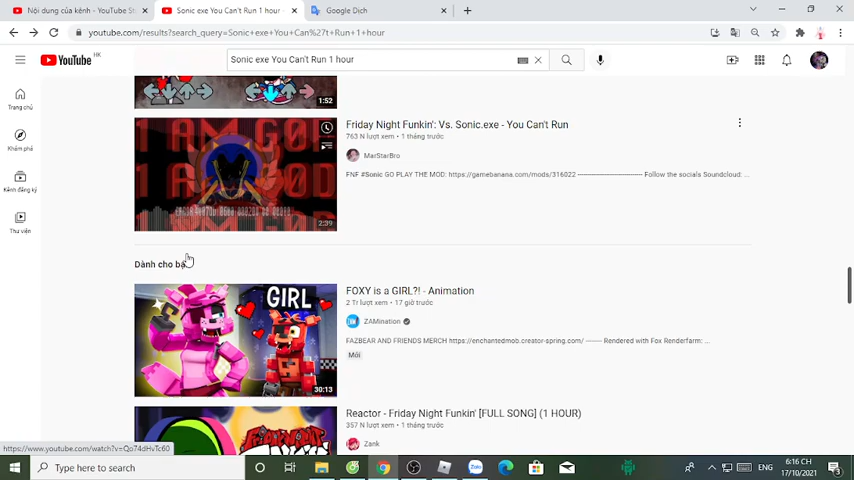 Nội dung của kênh - YouTube St
Sonic exe You Can't Run 1 hour -
Google Dịch
youtube.com/results?search_query=Sonic+exe+You+Can%27t+Run+1+hour
YouTube HK
Sonic exe You Can't Run 1 hour
Trang chủ
Khám phá
Kênh đăng ký
Thư viện
1:52
Friday Night Funkin': Vs. Sonic.exe - You Can't Run
763 N lượt xem • 1 tháng trước
MarStarBro
FNF #Sonic GO PLAY THE MOD: https://gamebanana.com/mods/316022 ---------------------------- Follow the socials Soundcloud: ...
I AM GOD
2:39
Dành cho bạ
FOXY is a GIRL?! - Animation
2 Tr lượt xem • 17 giờ trước
ZAMination
FAZBEAR AND FRIENDS MERCH https://enchantedmob.creator-spring.com/ ------- Rendered with Fox Renderfarm: ...
Mới
GIRL
30:13
Reactor - Friday Night Funkin' [FULL SONG] (1 HOUR)
357 N lượt xem • 1 tháng trước
Zank
https://www.youtube.com/watch?v=Qo74dHvTc60
Type here to search
Zalo
ENG
6:16 CH
17/10/2021
3